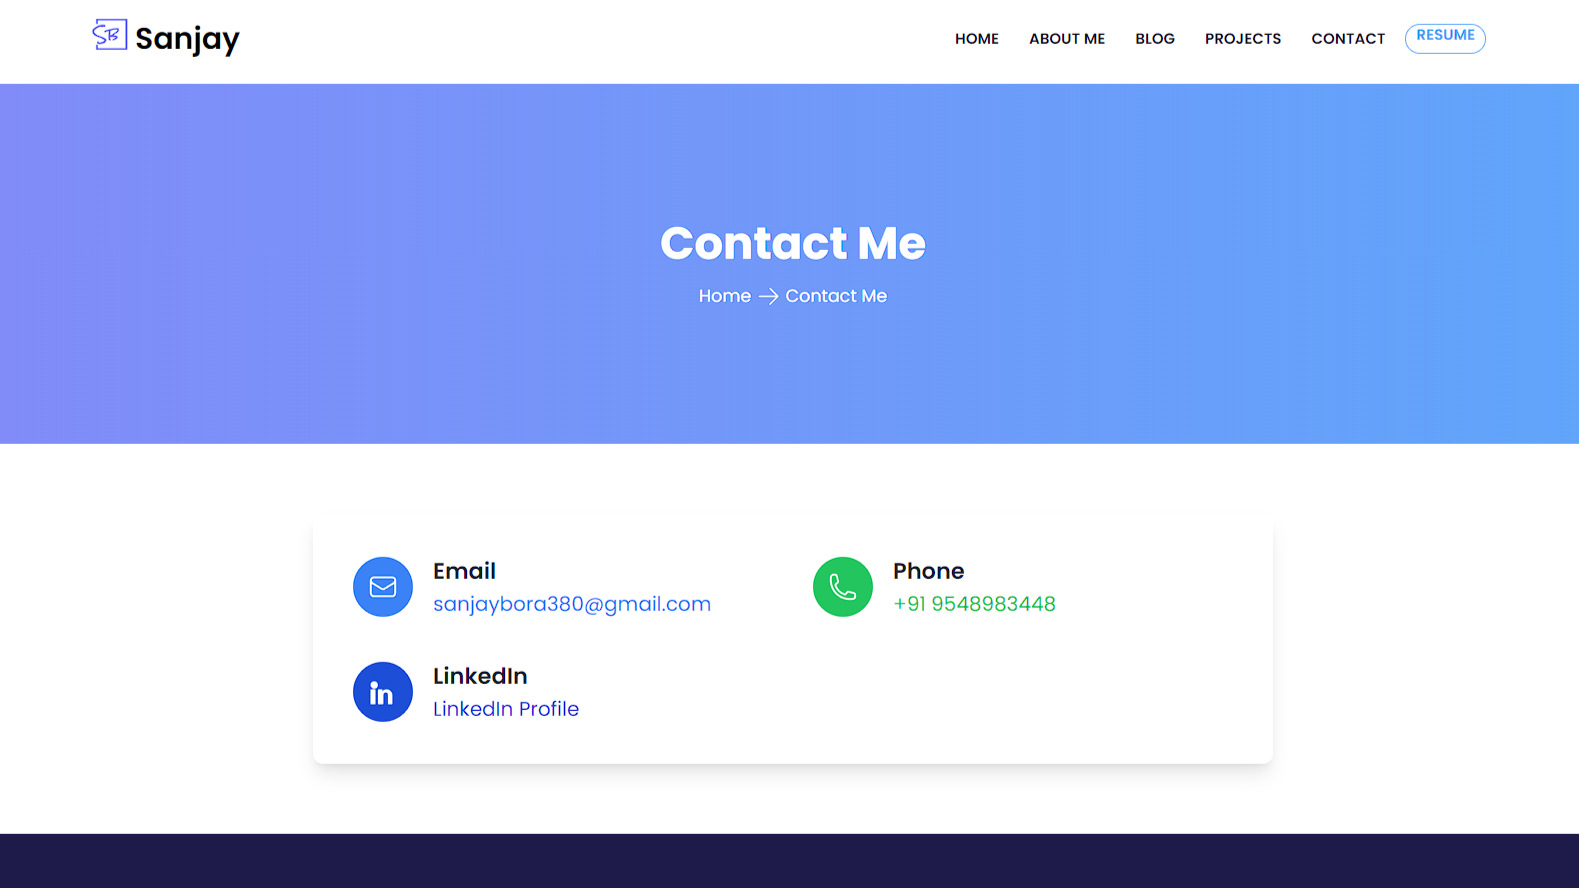 SB Sanjay
HOME ABOUT ME BLOG PROJECTS CONTACT RESUME
Contact Me
Home → Contact Me
Email
sanjaybora380@gmail.com
Phone
+91 9548983448
LinkedIn
in
LinkedIn Profile